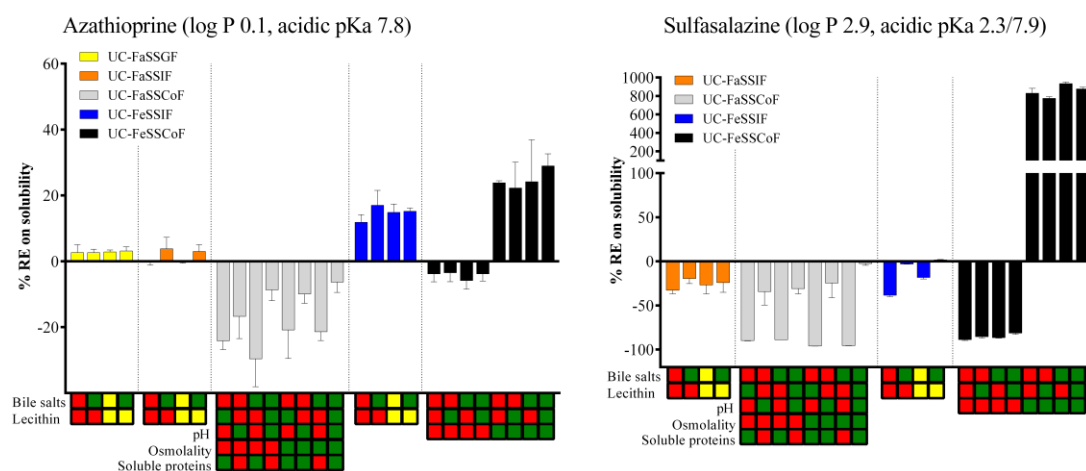 Azathioprine (log P 0.1, acidic pKa 7.8)
60
40
20
0
-20
% RE on solubility
UC-FaSSGF
UC-FaSSIF
UC-FaSSCoF
UC-FeSSIF
UC-FeSSCoF
Bile salts
Lecithin
pH
Osmolality
Soluble proteins
Sulfasalazine (log P 2.9, acidic pKa 2.3/7.9)
1000
800
600
400
200
100
50
0
-50
-100
% RE on solubility
UC-FaSSIF
UC-FaSSCoF
UC-FeSSIF
UC-FeSSCoF
Bile salts
Lecithin
pH
Osmolality
Soluble proteins